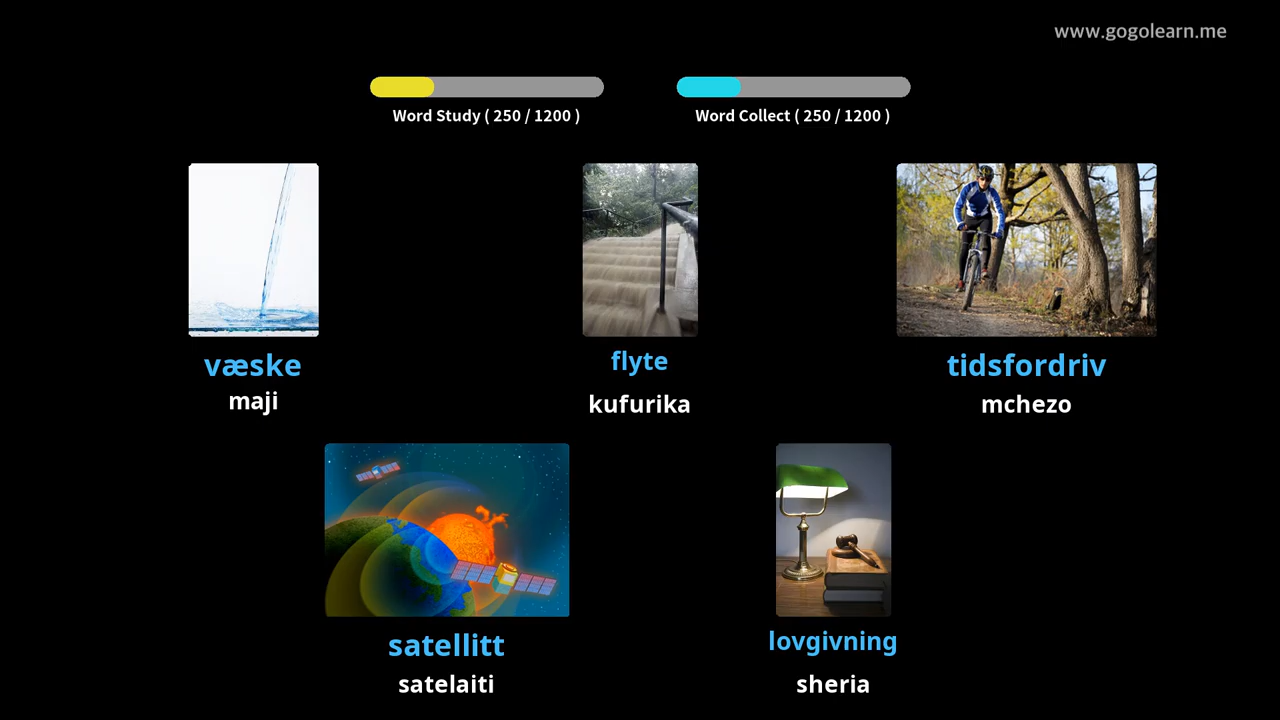 www.gogolearn.me
Word Study ( 250 / 1200 )
Word Collect ( 250 / 1200 )
væske
maji
flyte
kufurika
tidsfordriv
mchezo
satellitt
satelaiti
lovgivning
sheria